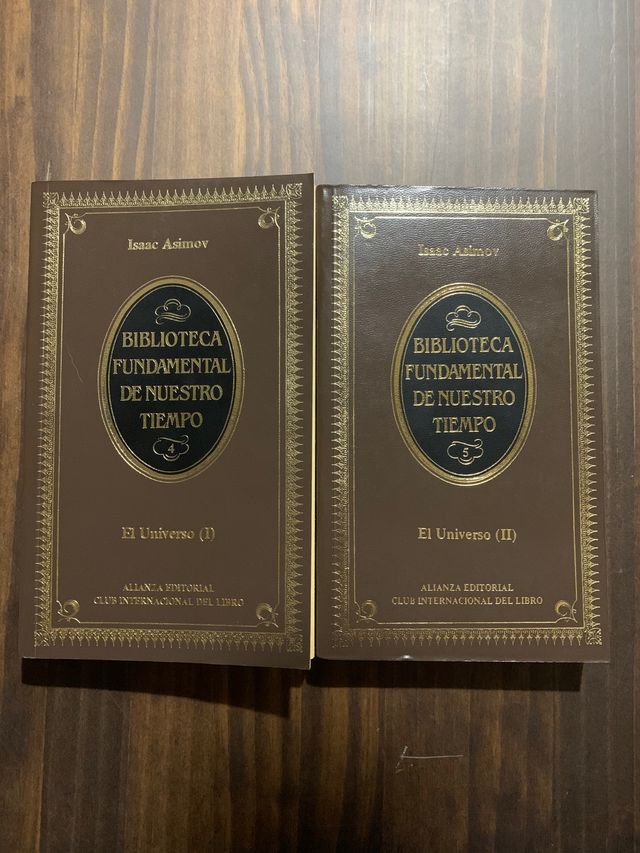 Isaac Asimov
BIBLIOTECA
FUNDAMENTAL
DE NUESTRO
TIEMPO
4
El Universo (I)
ALIANZA EDITORIAL
CLUB INTERNACIONAL DEL LIBRO
Isaac Asimov
BIBLIOTECA
FUNDAMENTAL
DE NUESTRO
TIEMPO
5
El Universo (II)
ALIANZA EDITORIAL
CLUB INTERNACIONAL DEL LIBRO